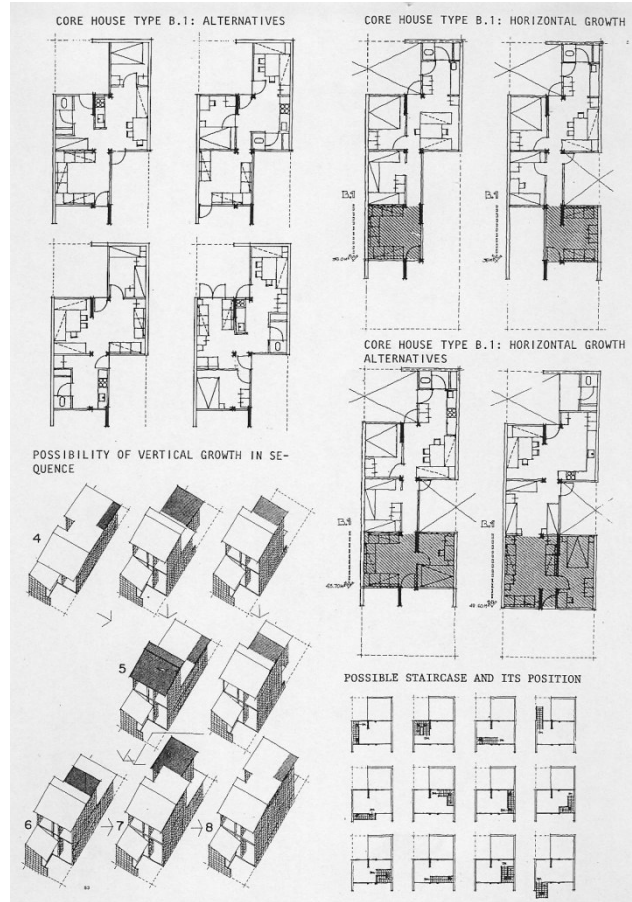 CORE HOUSE TYPE B.1: ALTERNATIVES
CORE HOUSE TYPE B.1: HORIZONTAL GROWTH
B.1
B.1
CORE HOUSE TYPE B.1: HORIZONTAL GROWTH
ALTERNATIVES
B.1
B.1
POSSIBILITY OF VERTICAL GROWTH IN SE-
QUENCE
4
5
6
7
8
POSSIBLE STAIRCASE AND ITS POSITION